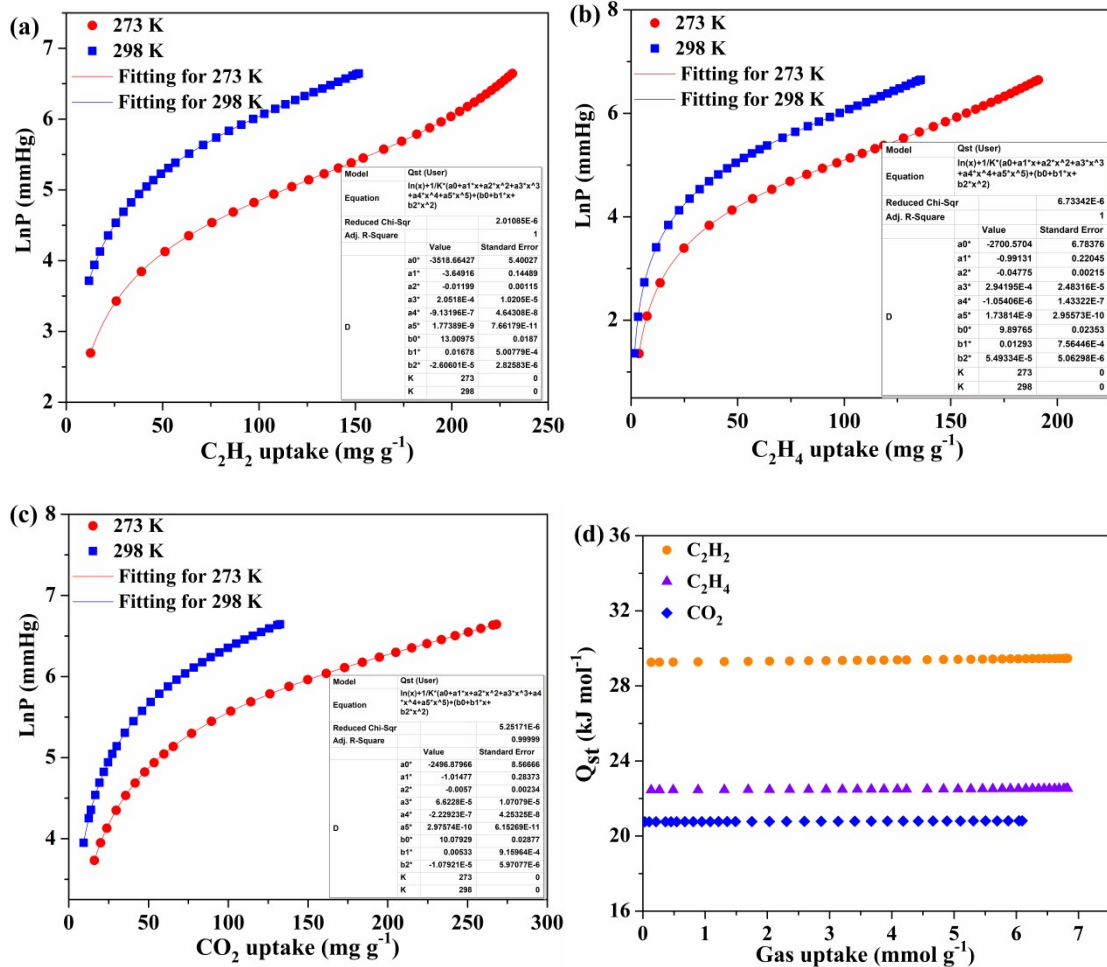 (a)
273 K
298 K
Fitting for 273 K
Fitting for 298 K
LnP (mmHg)
8
7
6
5
4
3
2
0
50
100
150
200
250
C₂H₂ uptake (mg g⁻¹)
Model Qst (User)
Equation ln(x)+1/K*(a0+a1*x+a2*x^2+a3*x^3
+a4*x^4+a5*x^5)+(b0+b1*x+
b2*x^2)
Reduced Chi-Sqr 2.01085E-6
Adj. R-Square 1
Value Standard Error
D
a0* -3518.66427 5.40027
a1* -3.64916 0.14489
a2* -0.01199 0.00115
a3* 2.0518E-4 1.0205E-5
a4* -9.13196E-7 4.64308E-8
a5* 1.77389E-9 7.66179E-11
b0* 13.00975 0.0187
b1* 0.01678 5.00779E-4
b2* -2.60601E-5 2.82583E-6
K 273 0
K 298 0
(b)
273 K
298 K
Fitting for 273 K
Fitting for 298 K
LnP (mmHg)
8
6
4
2
0
50
100
150
200
C₂H₄ uptake (mg g⁻¹)
Model Qst (User)
Equation ln(x)+1/K*(a0+a1*x+a2*x^2+a3*x^3
+a4*x^4+a5*x^5)+(b0+b1*x+
b2*x^2)
Reduced Chi-Sqr 6.73342E-6
Adj. R-Square 1
Value Standard Error
D
a0* -2700.5704 6.78376
a1* -0.99131 0.22045
a2* -0.04775 0.00215
a3* 2.94195E-4 2.48316E-5
a4* -1.05406E-6 1.43322E-7
a5* 1.73814E-9 2.95573E-10
b0* 9.89765 0.02353
b1* 0.01293 7.56446E-4
b2* 5.49334E-5 5.06298E-6
K 273 0
K 298 0
(c)
273 K
298 K
Fitting for 273 K
Fitting for 298 K
LnP (mmHg)
8
7
6
5
4
0
50
100
150
200
250
300
CO₂ uptake (mg g⁻¹)
Model Qst (User)
Equation ln(x)+1/K*(a0+a1*x+a2*x^2+a3*x^3+a4
*x^4+a5*x^5)+(b0+b1*x+
b2*x^2)
Reduced Chi-Sqr 5.25171E-6
Adj. R-Square 0.99999
Value Standard Error
D
a0* -2496.87966 8.56666
a1* -1.01477 0.28373
a2* -0.0057 0.00234
a3* 6.6228E-5 1.07079E-5
a4* -2.22923E-7 4.25325E-8
a5* 2.97574E-10 6.15269E-11
b0* 10.07929 0.02877
b1* 0.00533 9.15964E-4
b2* -1.07921E-5 5.97077E-6
K 273 0
K 298 0
(d)
C₂H₂
C₂H₄
CO₂
Qst (kJ mol⁻¹)
36
32
28
24
20
16
0
1
2
3
4
5
6
7
Gas uptake (mmol g⁻¹)